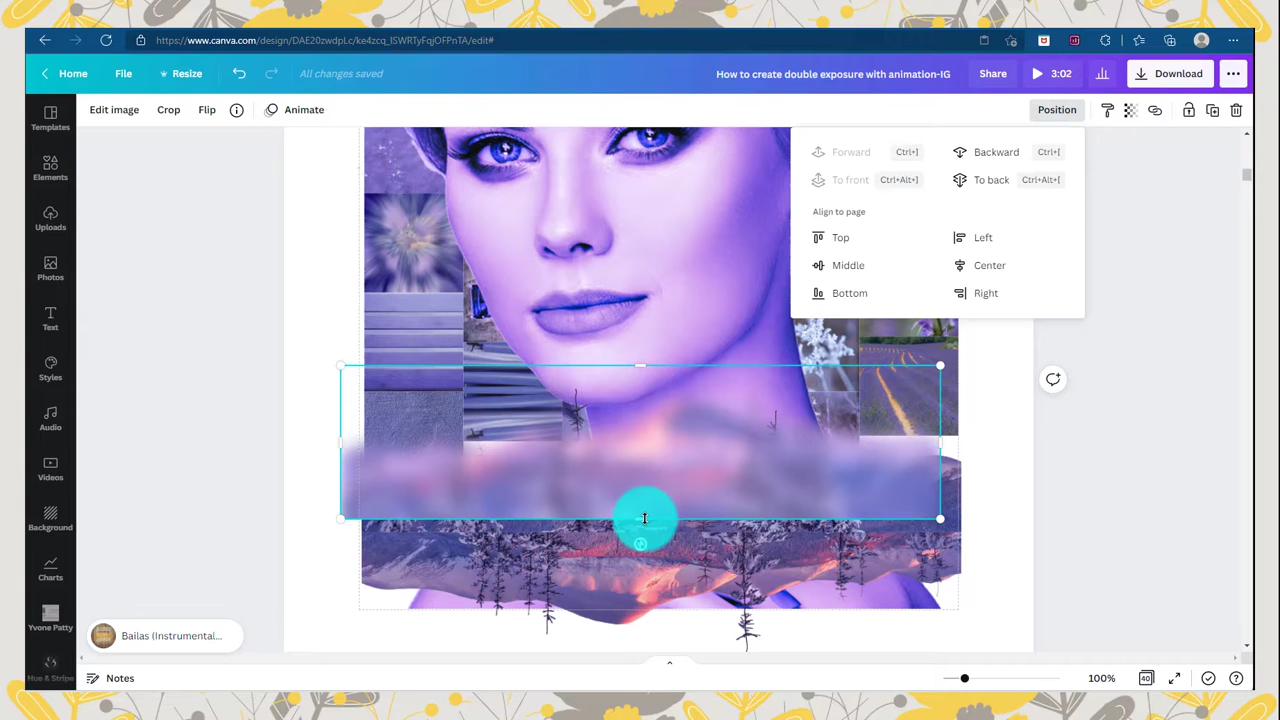 https://www.canva.com/design/DAE20zwdpLc/ke4zcq_lSWRTyFqjOFPnTA/edit#
Home File Resize All changes saved How to create double exposure with animation-IG Share 3:02 Download
Edit image Crop Flip Animate Position
Templates
Elements
Uploads
Photos
Text
Styles
Audio
Videos
Background
Charts
Yvone Patty
Hue & Stripe
Forward Ctrl+] Backward Ctrl+[
To front Ctrl+Alt+] To back Ctrl+Alt+[
Align to page
Top Left
Middle Center
Bottom Right
Bailas (Instrumental...
Notes 100% 40